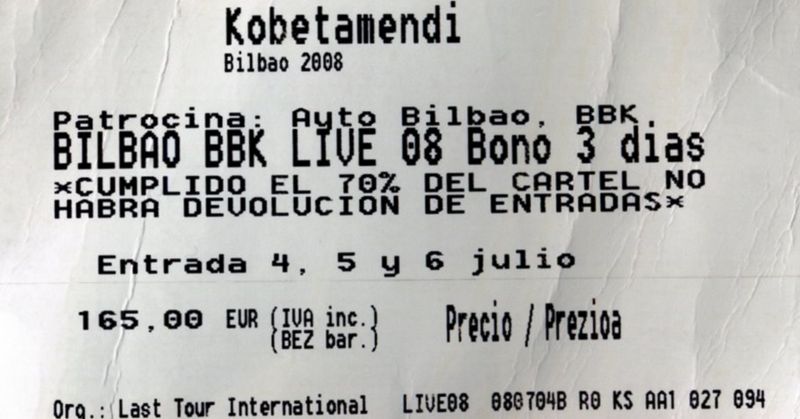 Kobetamendi
Bilbao 2008
Patrocina: Auto Bilbao, BBK.
BILBAO BBK LIVE 08 Bono 3 dias
*CUMPLIDO EL 70% DEL CARTEL NO
HABRA DEVOLUCION DE ENTRADAS*
Entrada 4, 5 y 6 julio
165,00 EUR (IVA inc.) Precio / Prezioa
(BEZ bar.)
Org.: Last Tour International LIVE08 080704B R0 KS AA1 027 094